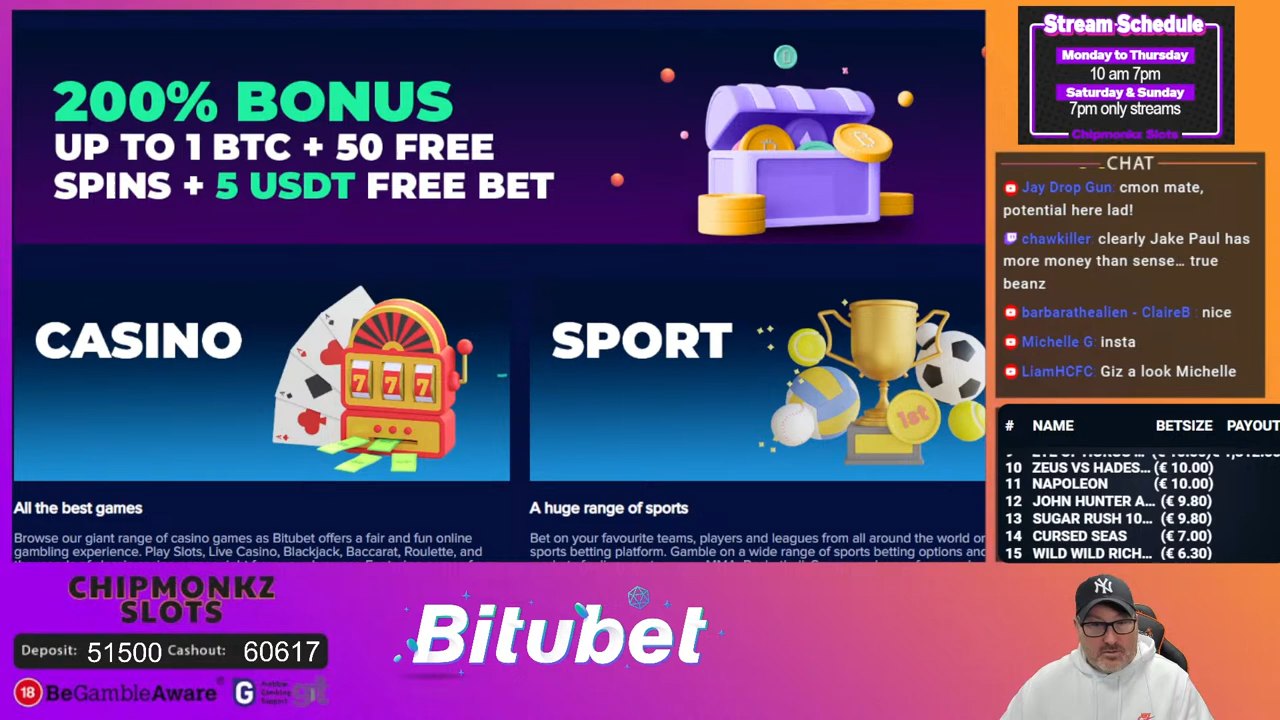 200% BONUS
UP TO 1 BTC + 50 FREE
SPINS + 5 USDT FREE BET
CASINO
SPORT
All the best games
Browse our giant range of casino games as Bitubet offers a fair and fun online
gambling experience. Play Slots, Live Casino, Blackjack, Baccarat, Roulette, and
A huge range of sports
Bet on your favourite teams, players and leagues from all around the world or
sports betting platform. Gamble on a wide range of sports betting options and
Stream Schedule
Monday to Thursday
10 am 7pm
Saturday & Sunday
7pm only streams
Chipmonkz Slots
CHAT
Jay Drop Gun: cmon mate,
potential here lad!
chawkiller: clearly Jake Paul has
more money than sense… true
beanz
barbarathealien - ClaireB : nice
Michelle G: insta
LiamHCFC: Giz a look Michelle
# NAME BETSIZE PAYOUT
10 ZEUS VS HADES... (€ 10.00)
11 NAPOLEON (€ 10.00)
12 JOHN HUNTER A... (€ 9.80)
13 SUGAR RUSH 10... (€ 9.80)
14 CURSED SEAS (€ 7.00)
15 WILD WILD RICH... (€ 6.30)
CHIPMONKZ
SLOTS
Deposit: 51500 Cashout: 60617
18 BeGambleAware
Bitubet
1st
7 7 7